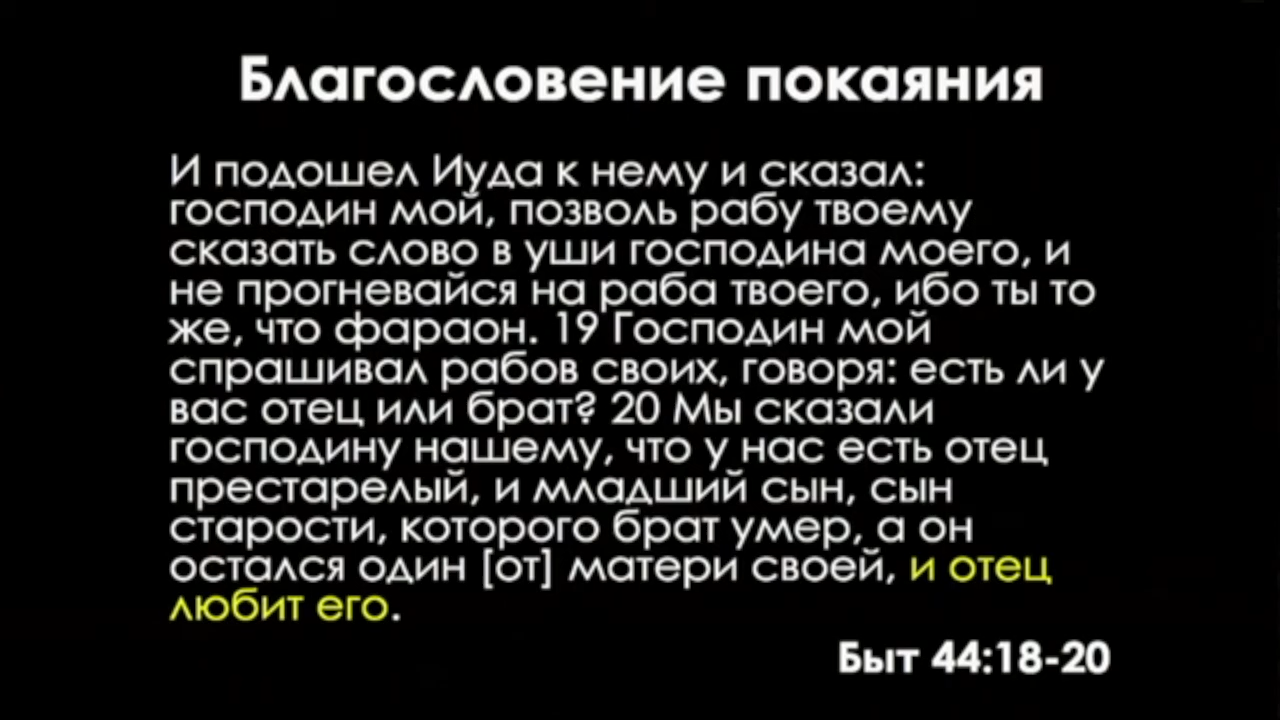 Благословение покаяния
И подошел Иуда к нему и сказал:
господин мой, позволь рабу твоему
сказать слово в уши господина моего, и
не прогневайся на раба твоего, ибо ты то
же, что фараон. 19 Господин мой
спрашивал рабов своих, говоря: есть ли у
вас отец или брат? 20 Мы сказали
господину нашему, что у нас есть отец
престарелый, и младший сын, сын
старости, которого брат умер, а он
остался один [от] матери своей, и отец
любит его.
Быт 44:18-20